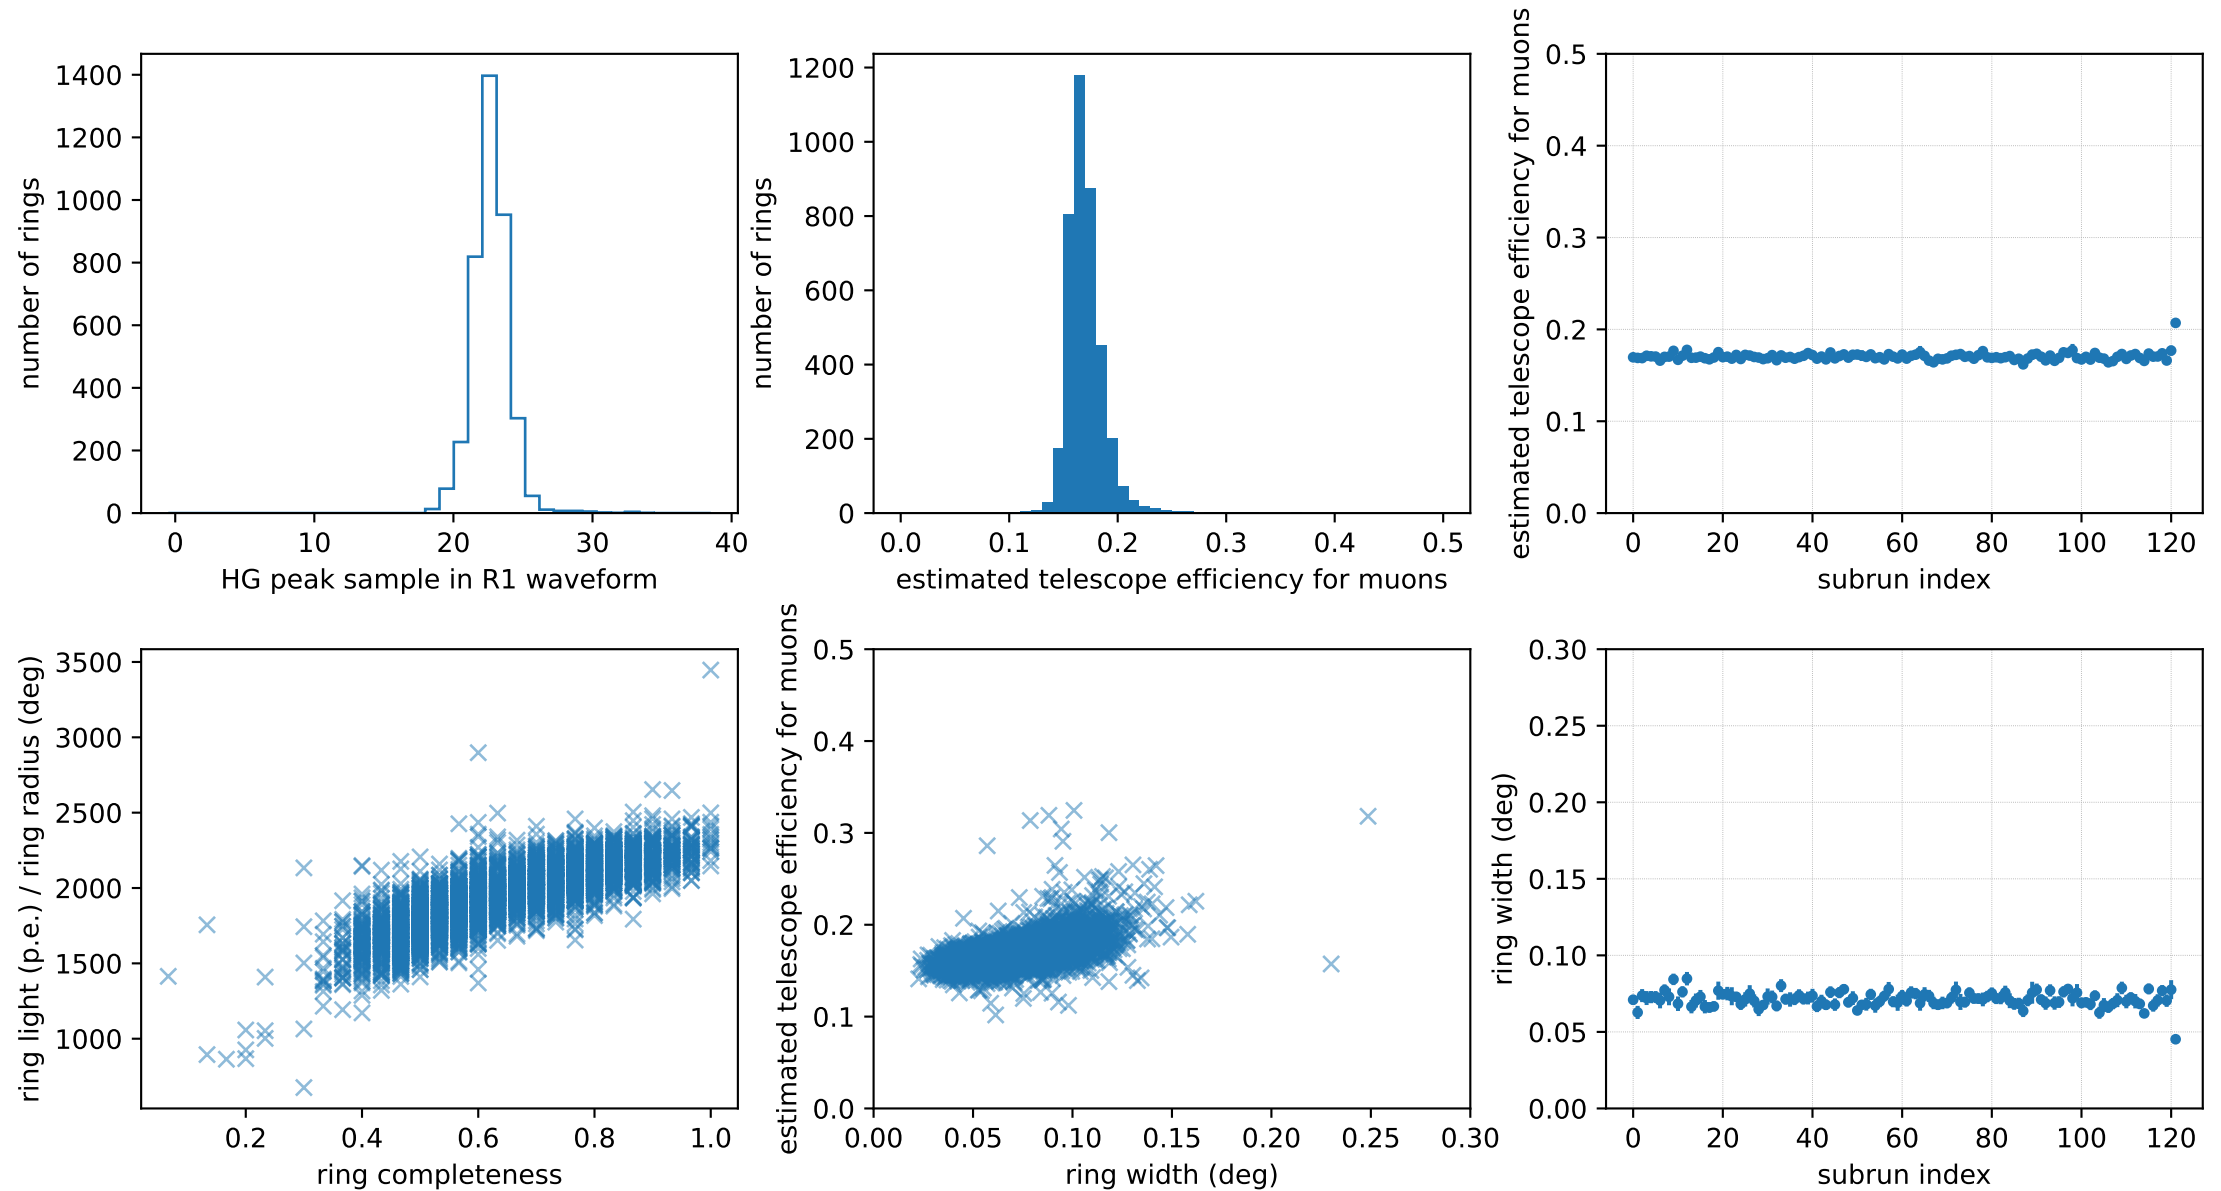 1400
1200
1000
800
600
400
200
0
number of rings
0 10 20 30 40
HG peak sample in R1 waveform
1200
1000
800
600
400
200
0
number of rings
0.0 0.1 0.2 0.3 0.4 0.5
estimated telescope efficiency for muons
0.5
0.4
0.3
0.2
0.1
0.0
estimated telescope efficiency for muons
0 20 40 60 80 100 120
subrun index
3500
3000
2500
2000
1500
1000
ring light (p.e.) / ring radius (deg)
0.2 0.4 0.6 0.8 1.0
ring completeness
0.5
0.4
0.3
0.2
0.1
0.0
estimated telescope efficiency for muons
0.00 0.05 0.10 0.15 0.20 0.25 0.30
ring width (deg)
0.30
0.25
0.20
0.15
0.10
0.05
0.00
ring width (deg)
0 20 40 60 80 100 120
subrun index